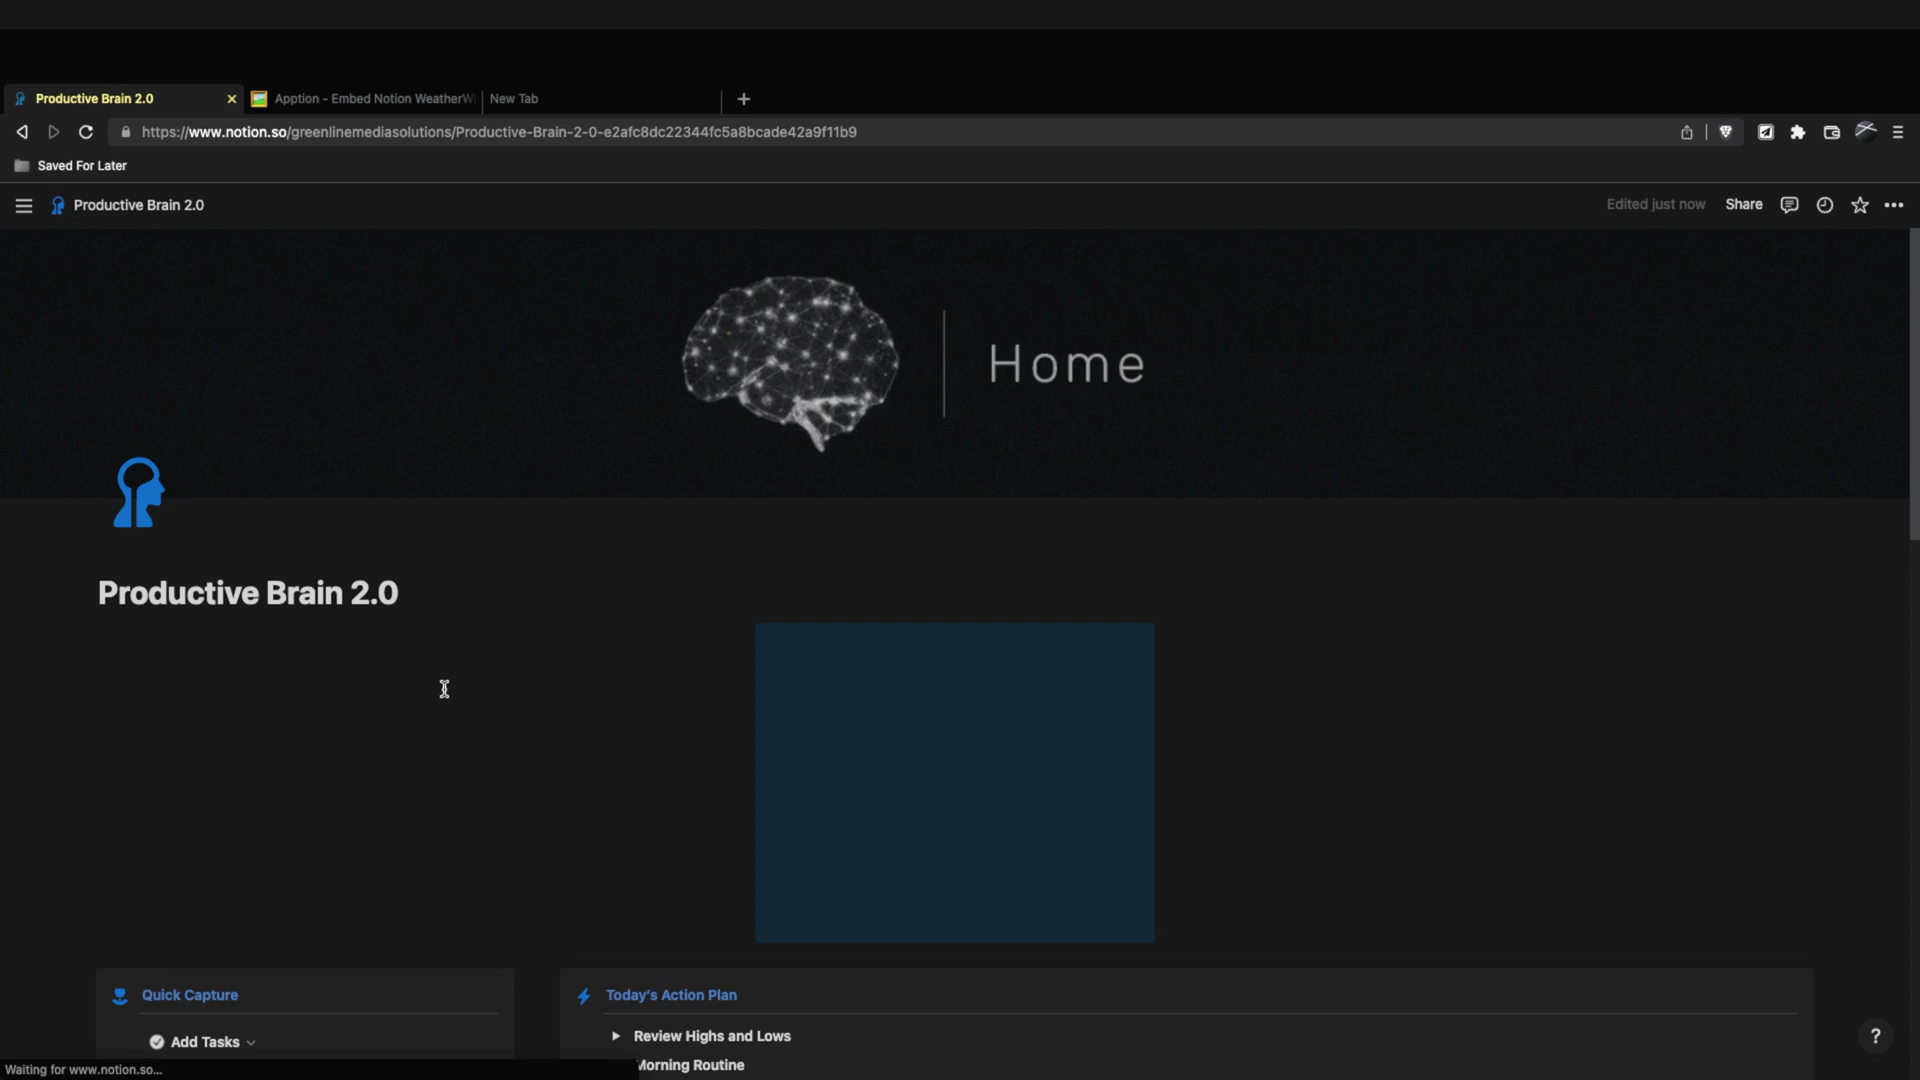 Productive Brain 2.0
Apption - Embed Notion WeatherW
New Tab
https://www.notion.so/greenlinemediasolutions/Productive-Brain-2-0-e2afc8dc22344fc5a8bcade42a9f11b9
Saved For Later
Productive Brain 2.0
Edited just now
Share
Home
Productive Brain 2.0
Quick Capture
Today's Action Plan
Add Tasks
Review Highs and Lows
Morning Routine
Waiting for www.notion.so...